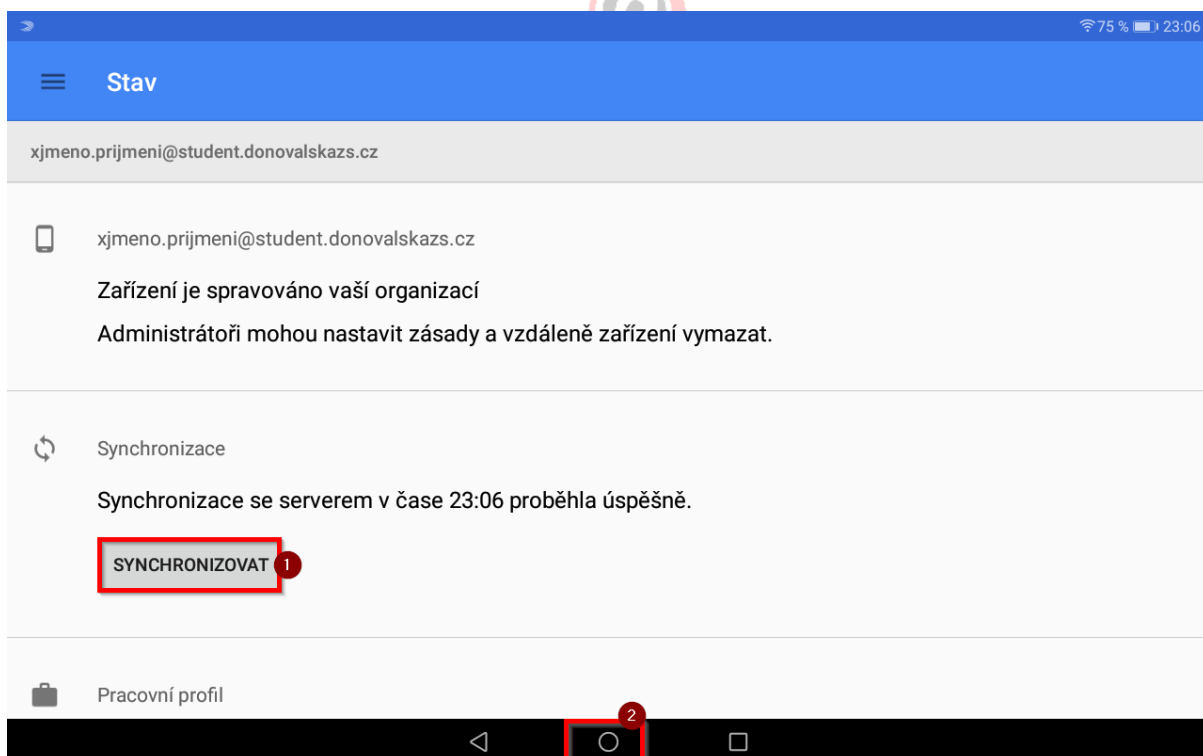 75 % 23:06
Stav
xjmeno.prijmeni@student.donovalskazs.cz
xjmeno.prijmeni@student.donovalskazs.cz
Zařízení je spravováno vaší organizací
Administrátoři mohou nastavit zásady a vzdáleně zařízení vymazat.
Synchronizace
Synchronizace se serverem v čase 23:06 proběhla úspěšně.
SYNCHRONIZOVAT 1
Pracovní profil
2